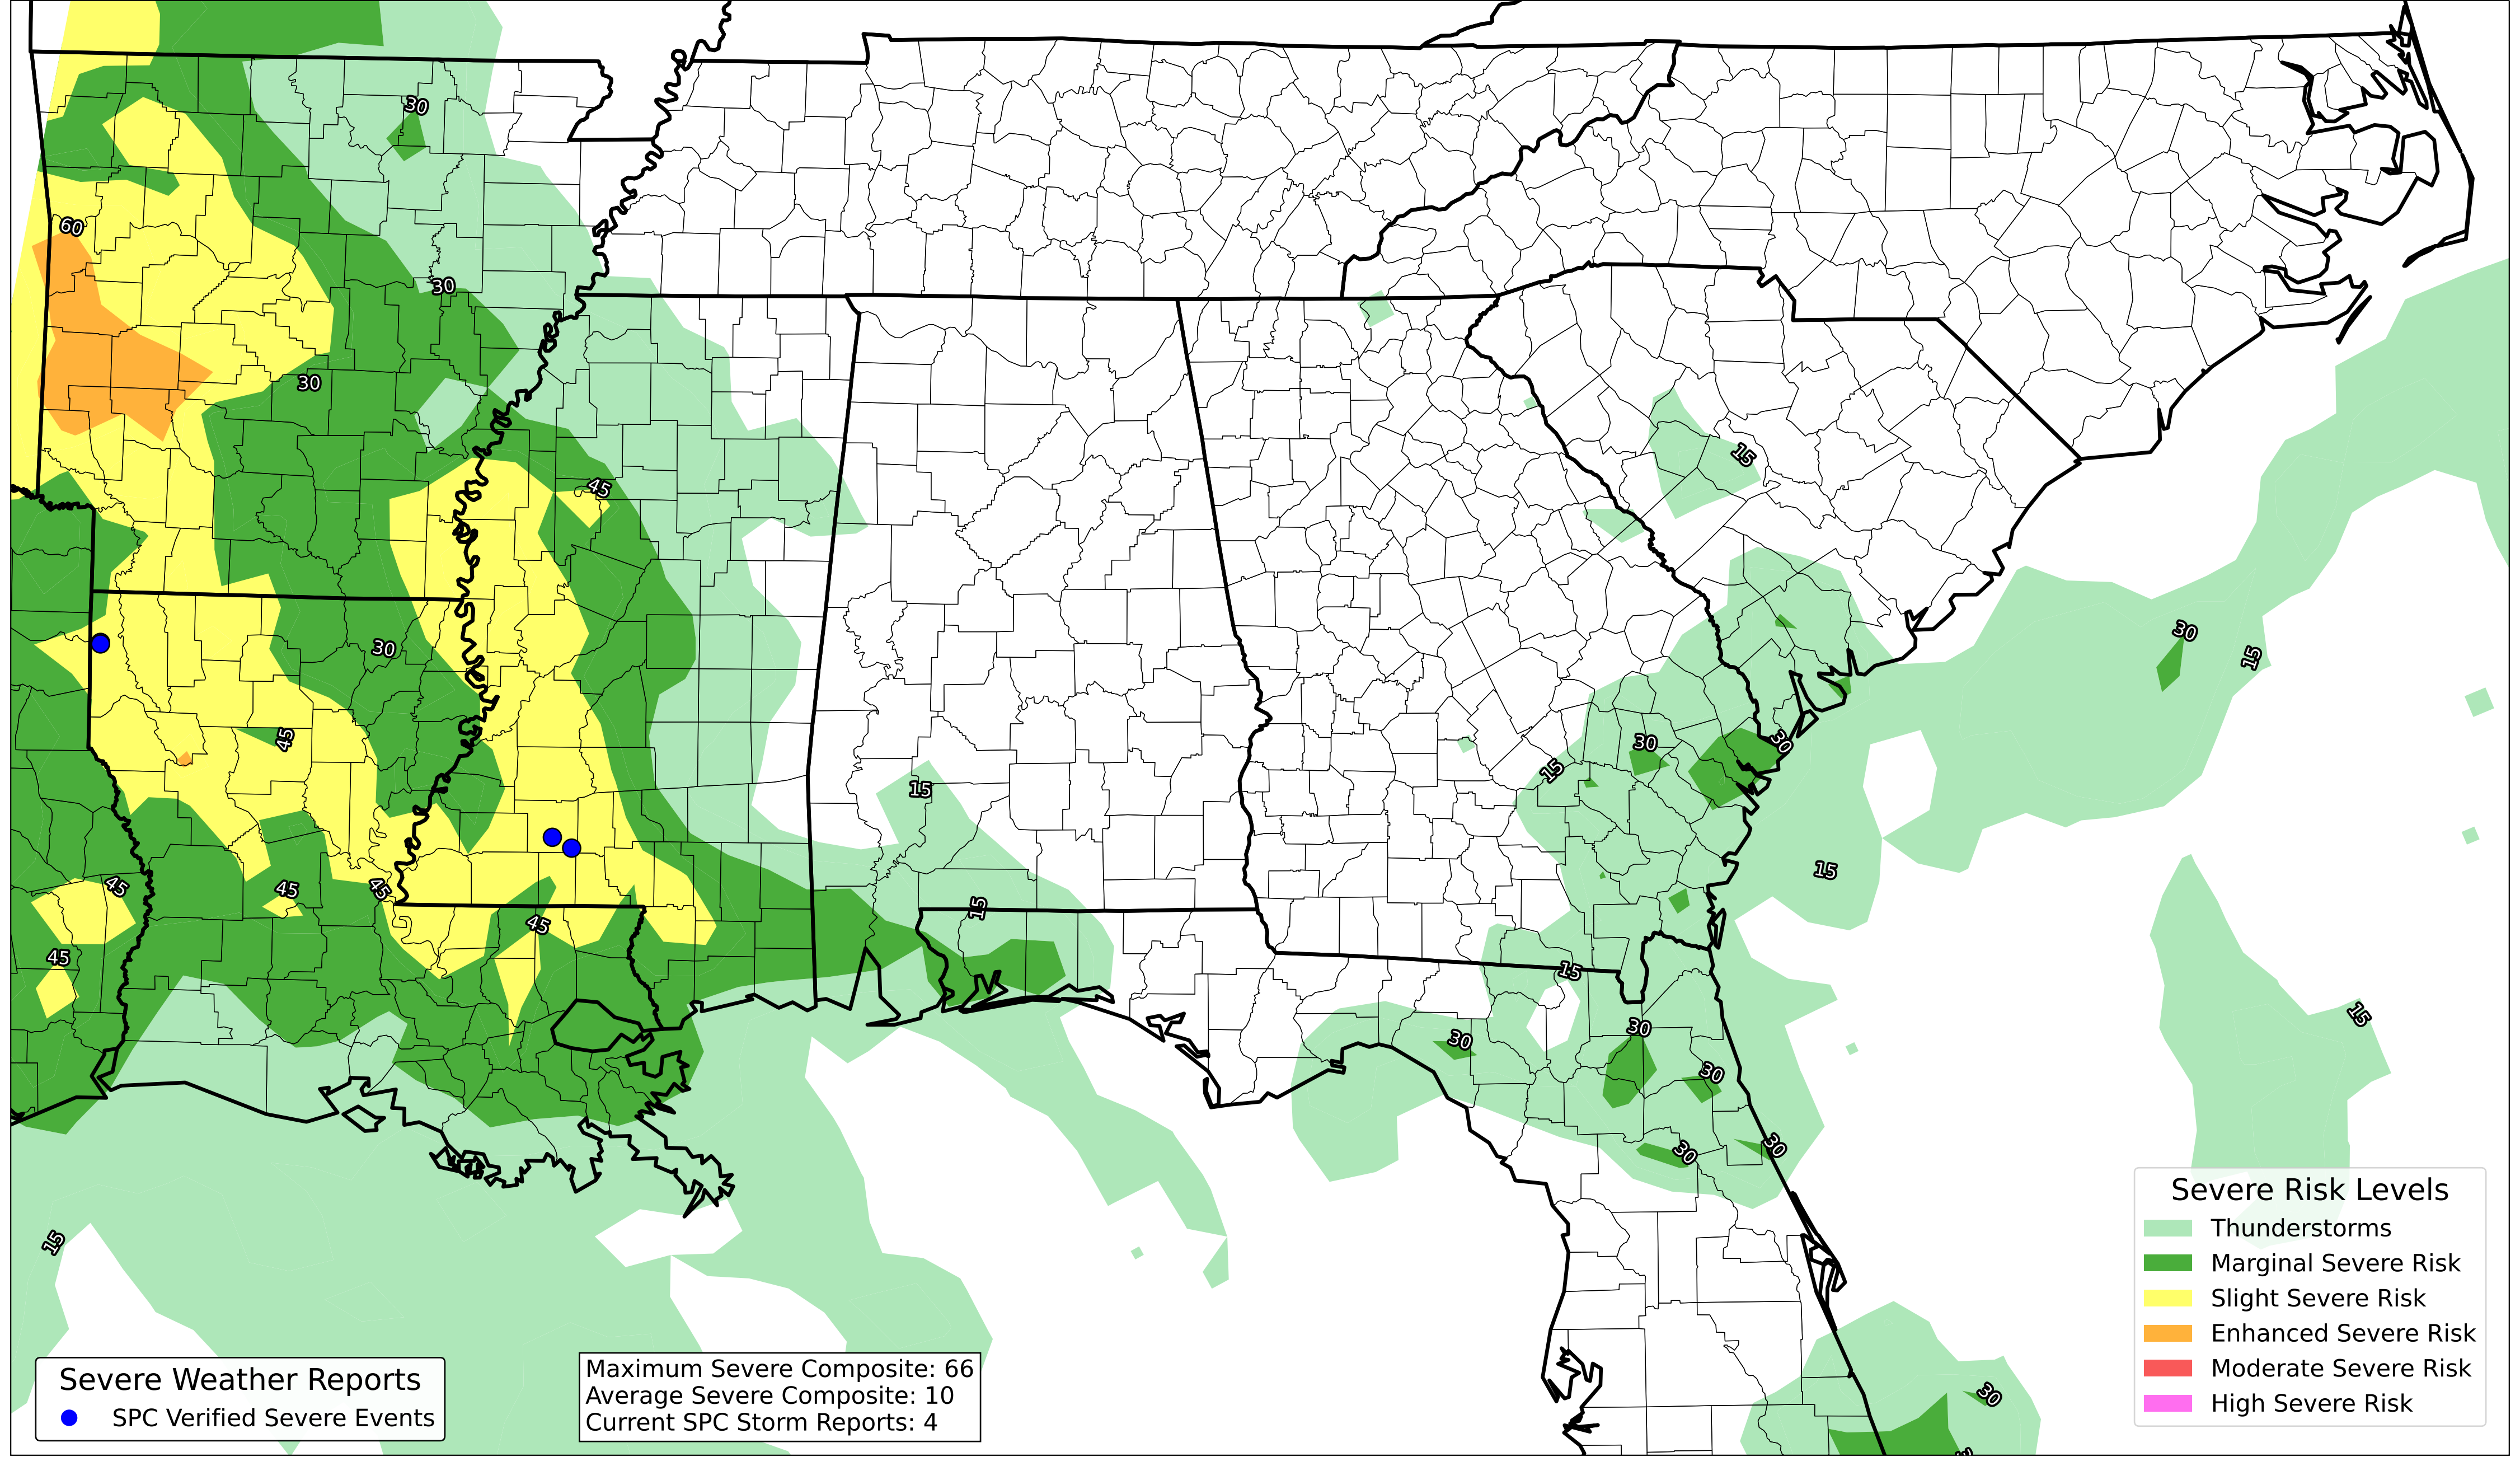 30
60
30
30
45
15
30
30
15
45
30
30
15
15
45
15
45
45
15
45
45
15
30
30
15
30
30
30
15
Severe Risk Levels
Thunderstorms
Marginal Severe Risk
Slight Severe Risk
Enhanced Severe Risk
Moderate Severe Risk
High Severe Risk
Severe Weather Reports
SPC Verified Severe Events
Maximum Severe Composite: 66
Average Severe Composite: 10
Current SPC Storm Reports: 4
30